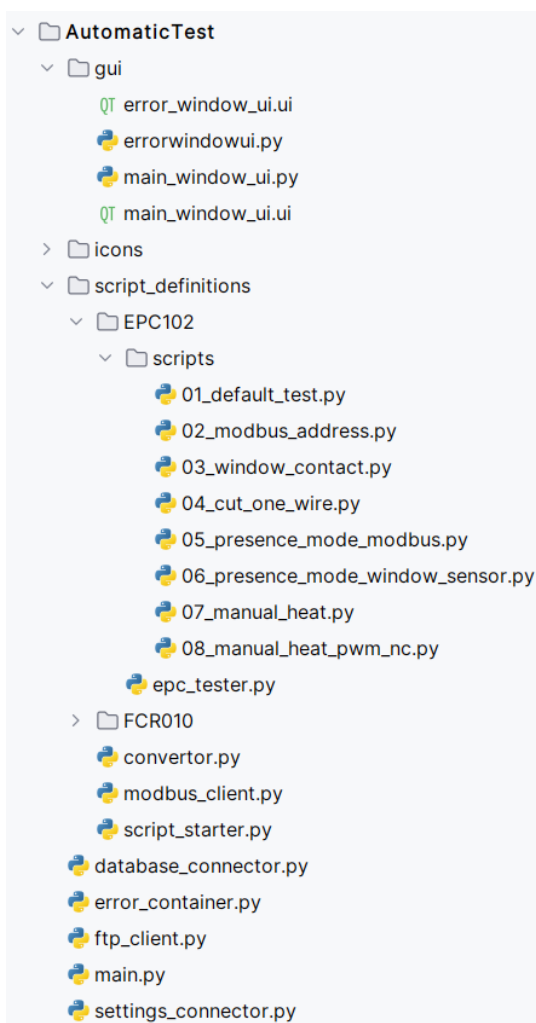 AutomaticTest
gui
QT error_window_ui.ui
errorwindowui.py
main_window_ui.py
QT main_window_ui.ui
icons
script_definitions
EPC102
scripts
01_default_test.py
02_modbus_address.py
03_window_contact.py
04_cut_one_wire.py
05_presence_mode_modbus.py
06_presence_mode_window_sensor.py
07_manual_heat.py
08_manual_heat_pwm_nc.py
epc_tester.py
FCR010
convertor.py
modbus_client.py
script_starter.py
database_connector.py
error_container.py
ftp_client.py
main.py
settings_connector.py